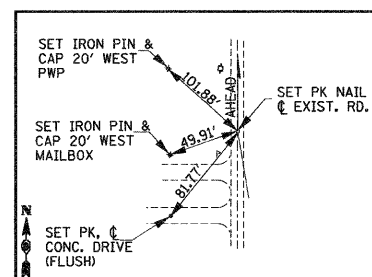 SET IRON PIN &
CAP 20' WEST
PWP
101.88'
AHEAD
SET PK NAIL
℄ EXIST. RD.
SET IRON PIN &
CAP 20' WEST
MAILBOX
49.91'
81.77'
N
SET PK, ℄
CONC. DRIVE
(FLUSH)